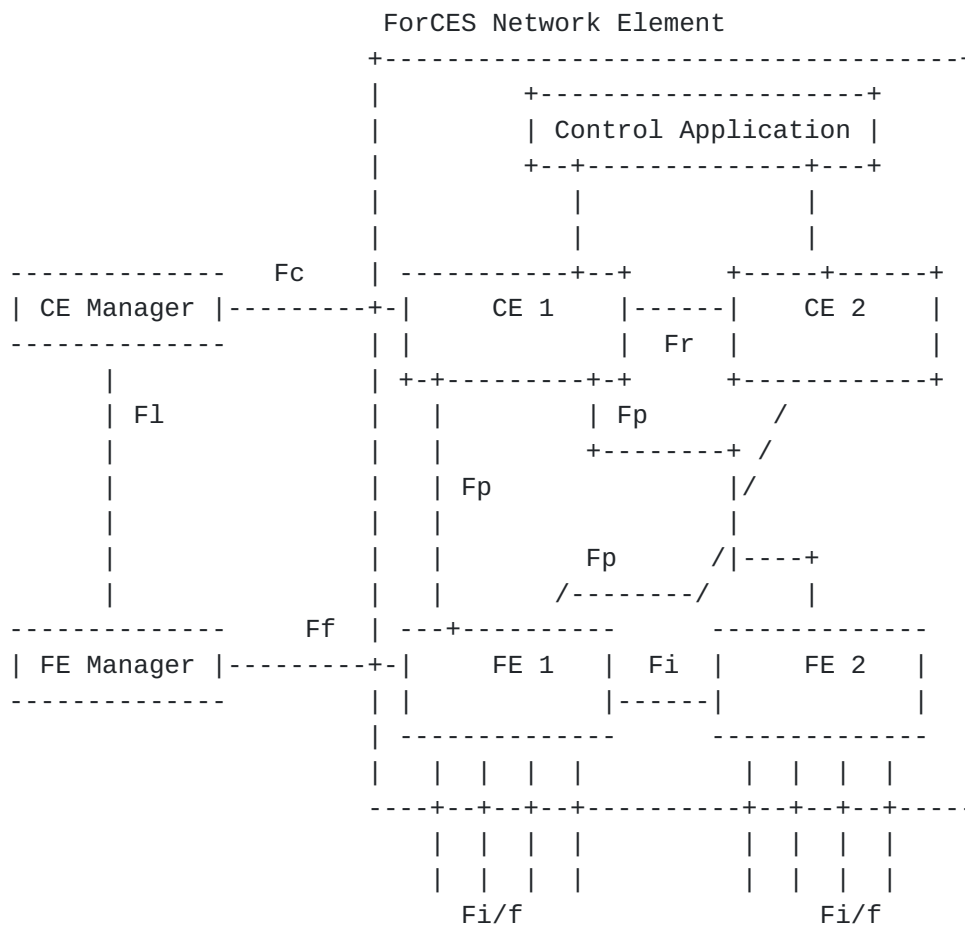 ForCES Network Element
Control Application
Fc
CE Manager CE 1 CE 2
Fr
Fl Fp
Fp
Fp
Ff
FE Manager FE 1 Fi FE 2
Fi/f Fi/f